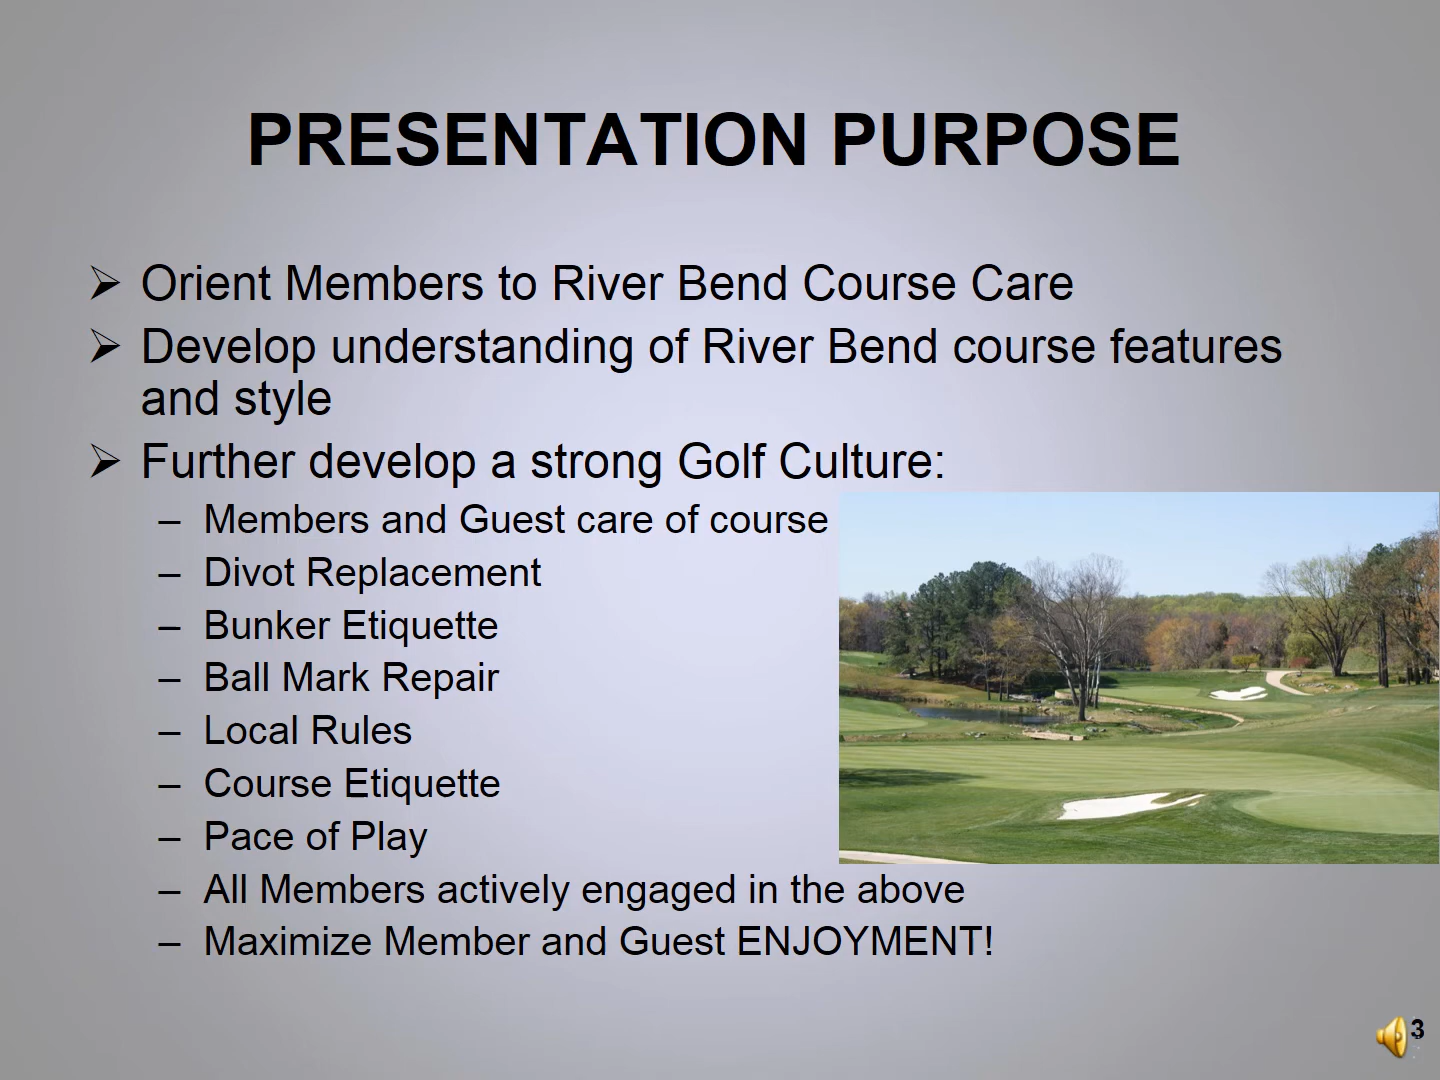 PRESENTATION PURPOSE
➢ Orient Members to River Bend Course Care
➢ Develop understanding of River Bend course features
and style
➢ Further develop a strong Golf Culture:
– Members and Guest care of course
– Divot Replacement
– Bunker Etiquette
– Ball Mark Repair
– Local Rules
– Course Etiquette
– Pace of Play
– All Members actively engaged in the above
– Maximize Member and Guest ENJOYMENT!
3